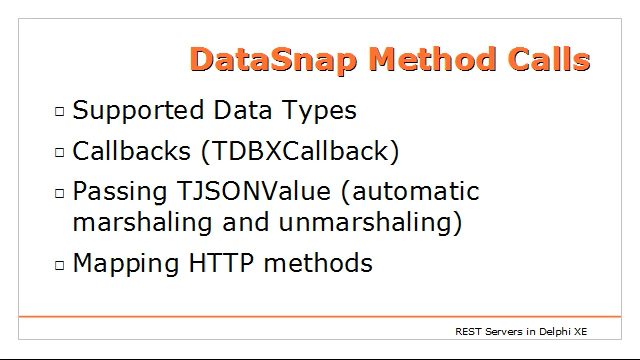 DataSnap Method Calls
Supported Data Types
Callbacks (TDBXCallback)
Passing TJSONValue (automatic
marshaling and unmarshaling)
Mapping HTTP methods
REST Servers in Delphi XE